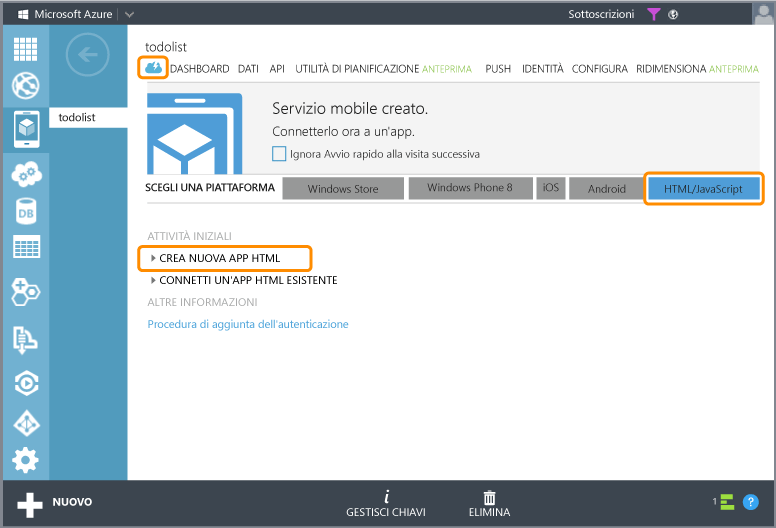 Microsoft Azure Sottoscrizioni
todolist
DASHBOARD DATI API UTILITÀ DI PIANIFICAZIONE ANTEPRIMA PUSH IDENTITÀ CONFIGURA RIDIMENSIONA ANTEPRIMA
todolist
DB
Servizio mobile creato.
Connetterlo ora a un'app.
Ignora Avvio rapido alla visita successiva
SCEGLI UNA PIATTAFORMA Windows Store Windows Phone 8 iOS Android HTML/JavaScript
ATTIVITÀ INIZIALI
CREA NUOVA APP HTML
CONNETTI UN'APP HTML ESISTENTE
ALTRE INFORMAZIONI
Procedura di aggiunta dell'autenticazione
NUOVO GESTISCI CHIAVI ELIMINA 1 ?